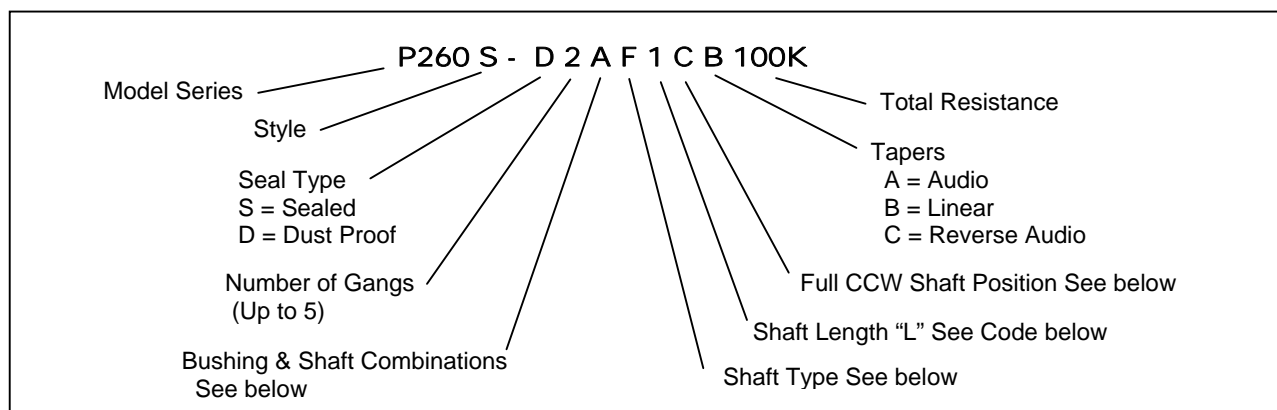 P260 S - D 2 A F 1 C B 100K
Model Series
Total Resistance
Style
Tapers
A = Audio
B = Linear
C = Reverse Audio
Seal Type
S = Sealed
D = Dust Proof
Number of Gangs
(Up to 5)
Full CCW Shaft Position See below
Shaft Length “L” See Code below
Bushing & Shaft Combinations
See below
Shaft Type See below